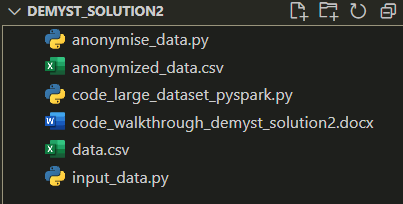 DEMYST_SOLUTION2
anonymise_data.py
anonymized_data.csv
code_large_dataset_pyspark.py
code_walkthrough_demyst_solution2.docx
data.csv
input_data.py